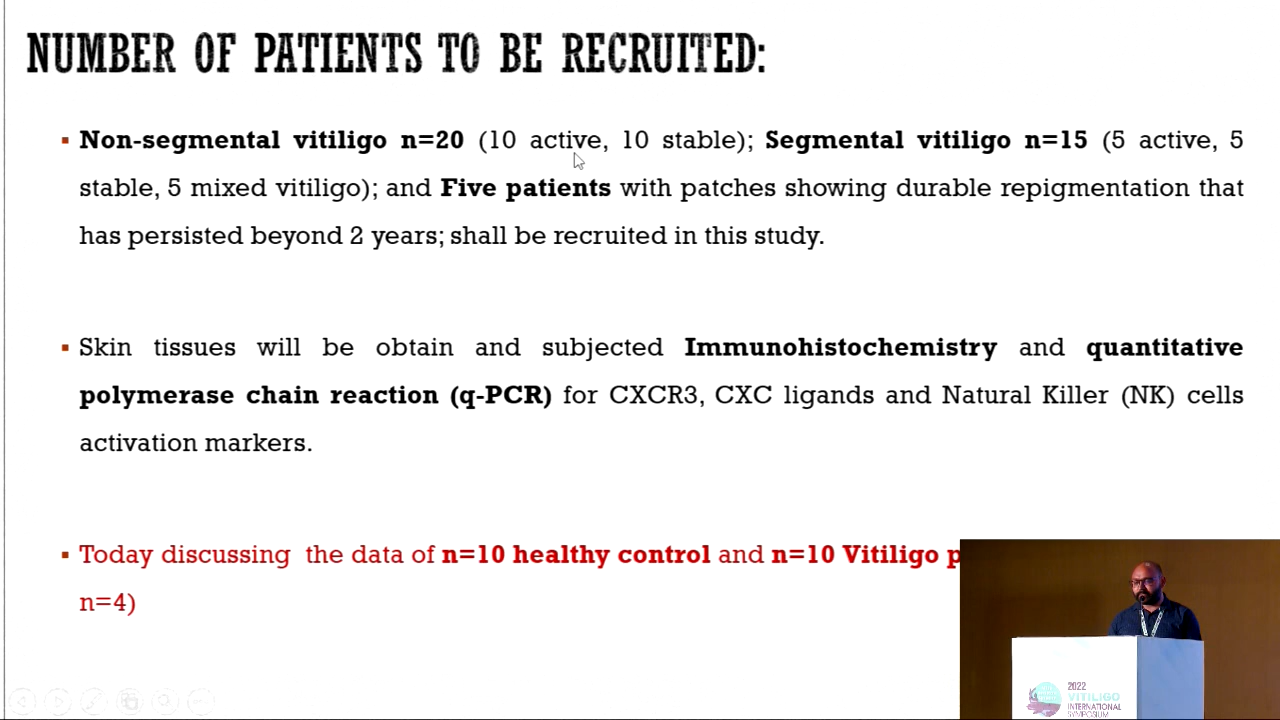 NUMBER OF PATIENTS TO BE RECRUITED:
▪ Non-segmental vitiligo n=20 (10 active, 10 stable); Segmental vitiligo n=15 (5 active, 5
stable, 5 mixed vitiligo); and Five patients with patches showing durable repigmentation that
has persisted beyond 2 years; shall be recruited in this study.
▪ Skin tissues will be obtain and subjected Immunohistochemistry and quantitative
polymerase chain reaction (q-PCR) for CXCR3, CXC ligands and Natural Killer (NK) cells
activation markers.
▪ Today discussing the data of n=10 healthy control and n=10 Vitiligo p
n=4)
2022
VITILIGO
INTERNATIONAL
SYMPOSIUM